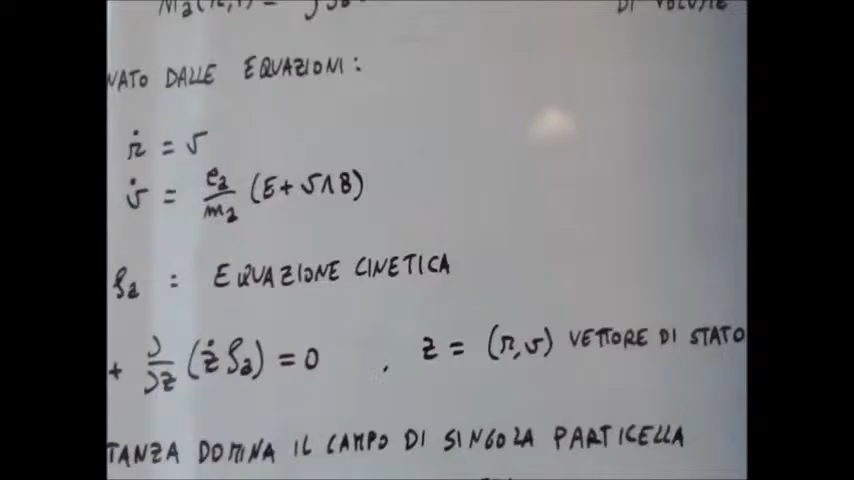 NATO DALLE EQUAZIONI:
ṙ = v
v̇ = e₂/m₂ (E + v ∧ B)
f₂ : EQUAZIONE CINETICA
+ ∂/∂z (ż f₂) = 0 , z = (r, v) VETTORE DI STATO
TANZA DOMINA IL CAMPO DI SINGOLA PARTICELLA